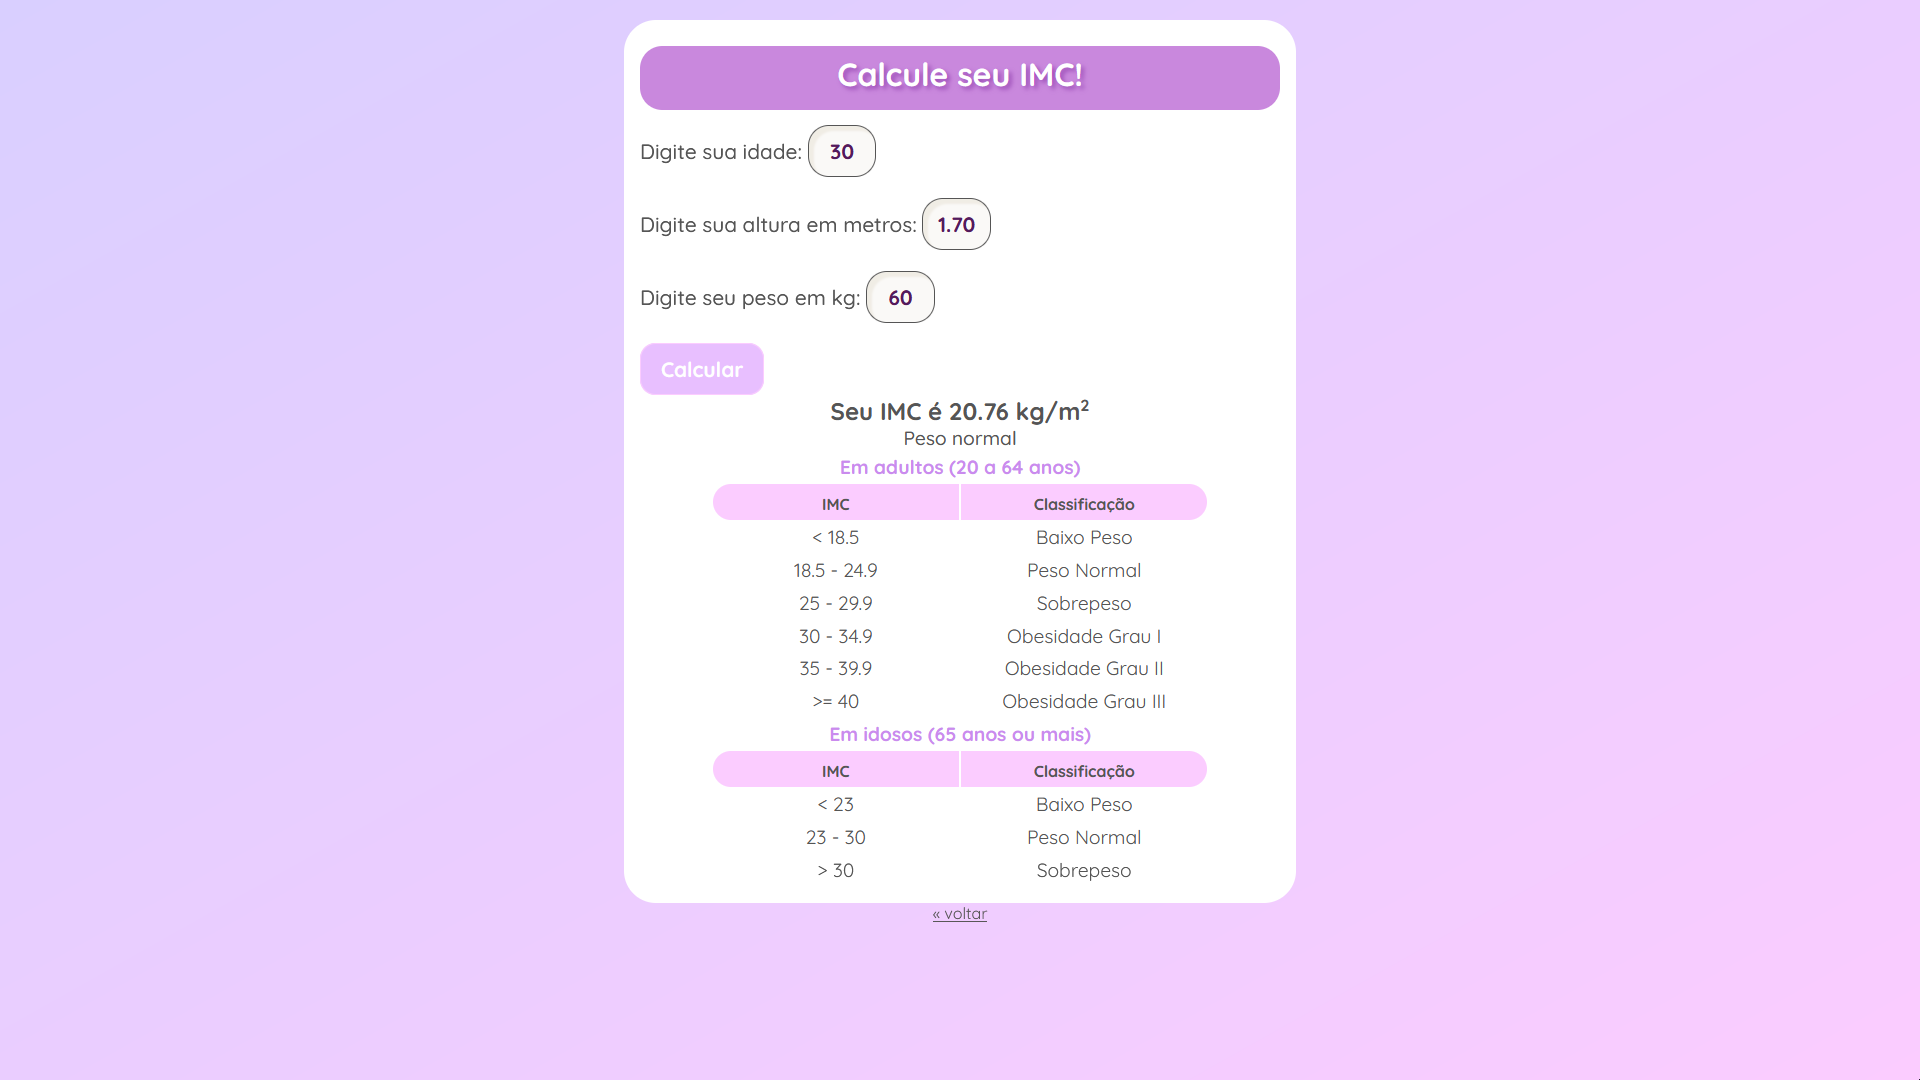 Calcule seu IMC!
Digite sua idade: 30
Digite sua altura em metros: 1.70
Digite seu peso em kg: 60
Calcular
Seu IMC é 20.76 kg/m²
Peso normal
Em adultos (20 a 64 anos)
IMC Classificação
< 18.5 Baixo Peso
18.5 - 24.9 Peso Normal
25 - 29.9 Sobrepeso
30 - 34.9 Obesidade Grau I
35 - 39.9 Obesidade Grau II
>= 40 Obesidade Grau III
Em idosos (65 anos ou mais)
IMC Classificação
< 23 Baixo Peso
23 - 30 Peso Normal
> 30 Sobrepeso
« voltar